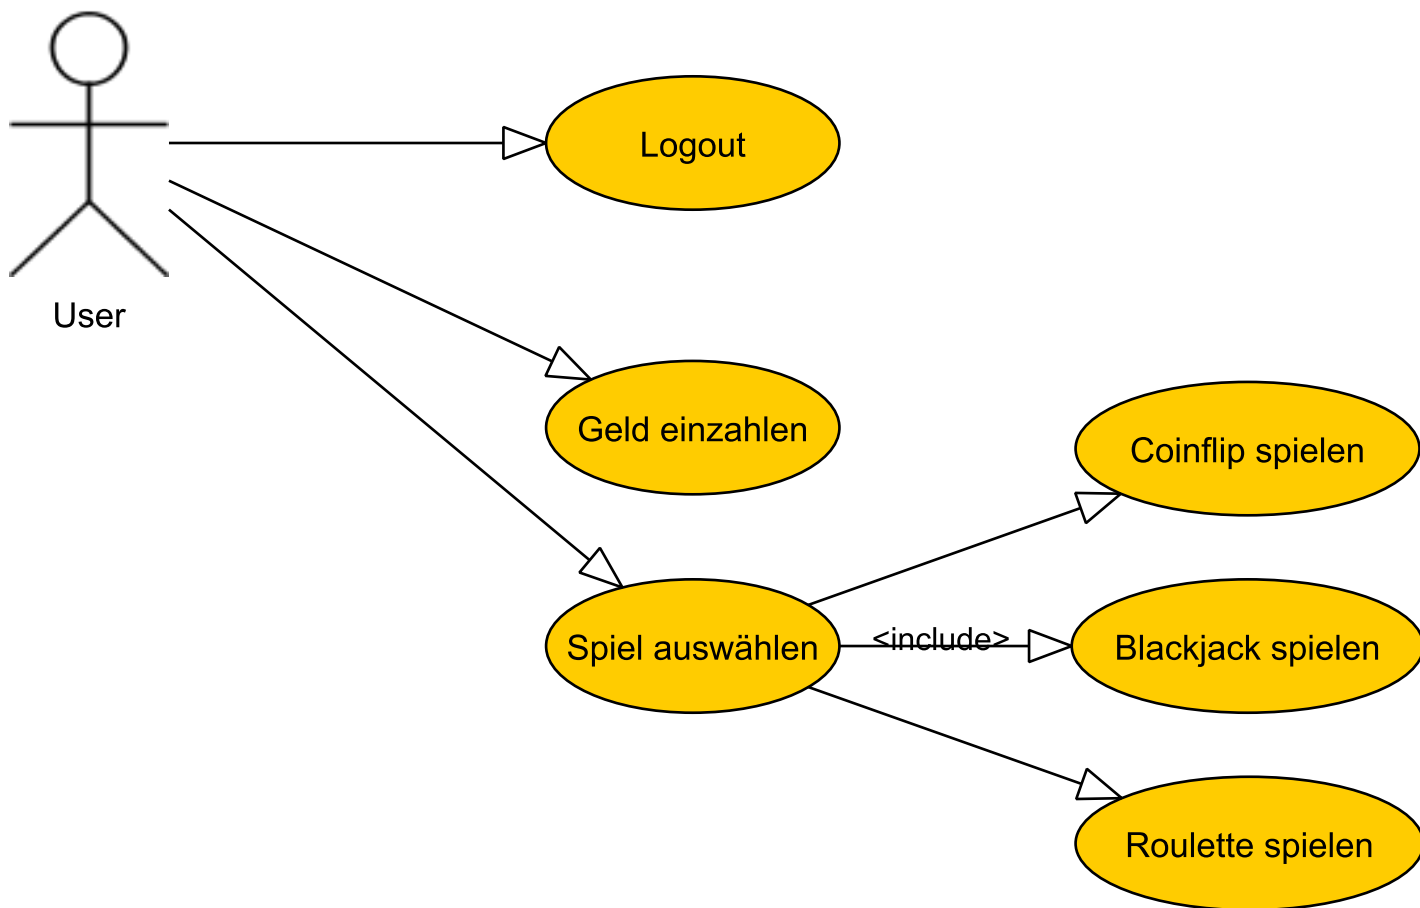 Logout
User
Geld einzahlen
Coinflip spielen
Spiel auswählen
<include>
Blackjack spielen
Roulette spielen